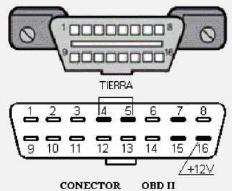 1 8
9 16
TIERRA
1 2 3 4 5 6 7 8
9 10 11 12 13 14 15 16
+12V
CONECTOR OBD II